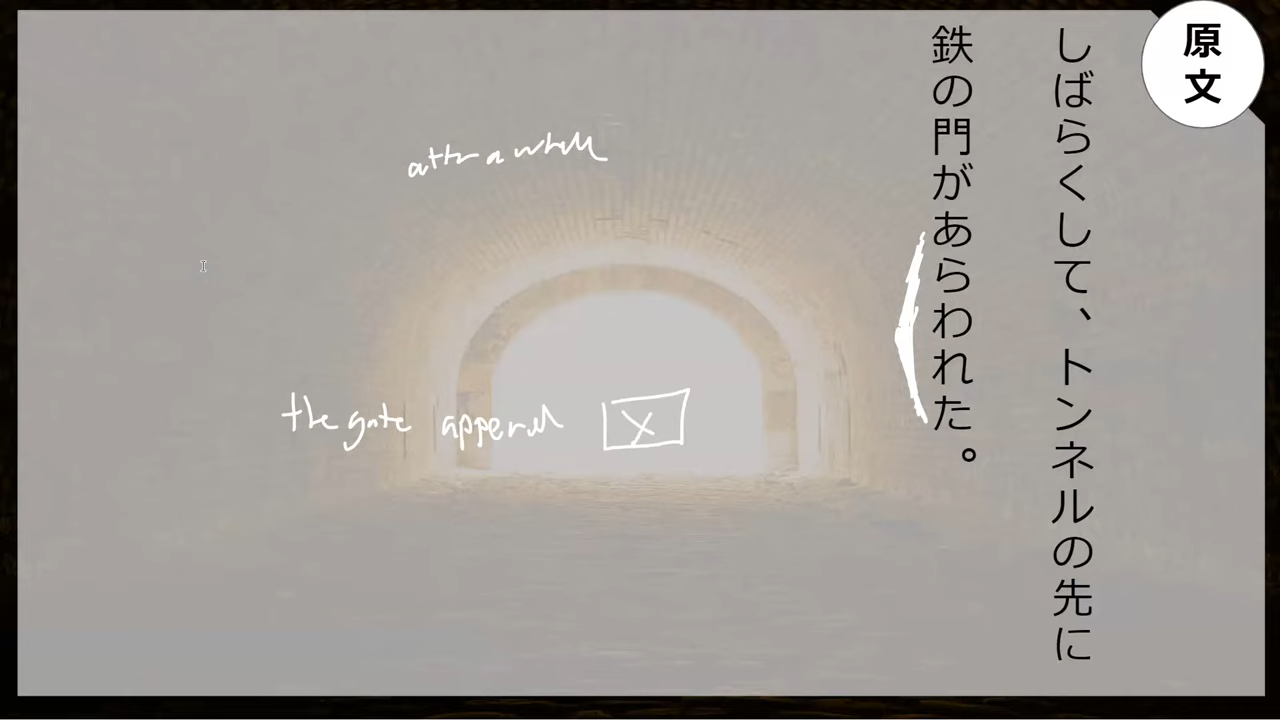 原文
しばらくして、トンネルの先に
鉄の門があらわれた。
after a while
the gate appeared X